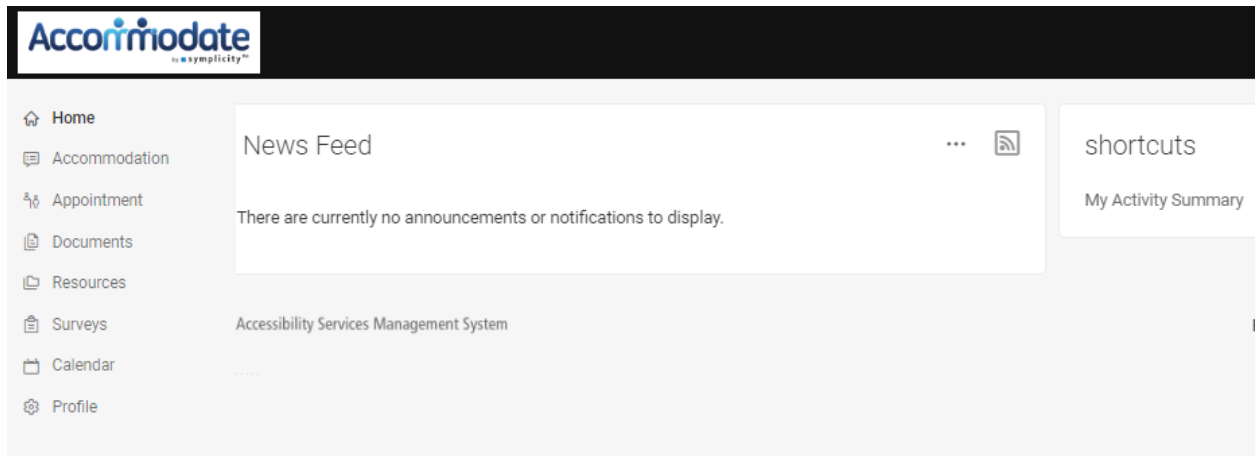 Accommodate
by symplicity™
Home
Accommodation
Appointment
Documents
Resources
Surveys
Calendar
Profile
News Feed
...
There are currently no announcements or notifications to display.
shortcuts
My Activity Summary
Accessibility Services Management System